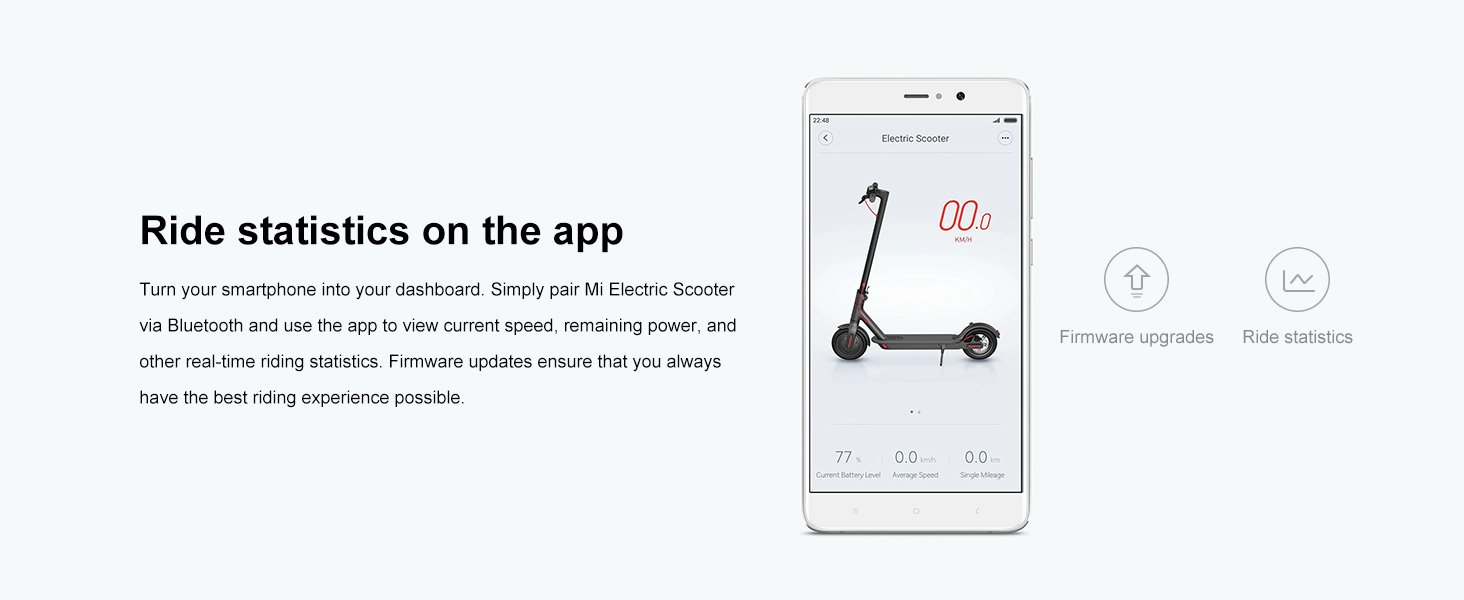 Ride statistics on the app
Turn your smartphone into your dashboard. Simply pair Mi Electric Scooter
via Bluetooth and use the app to view current speed, remaining power, and
other real-time riding statistics. Firmware updates ensure that you always
have the best riding experience possible.
22:48
Electric Scooter
00.0
KM/H
77 %
Current Battery Level
0.0 km/h
Average Speed
0.0 km
Single Mileage
Firmware upgrades
Ride statistics